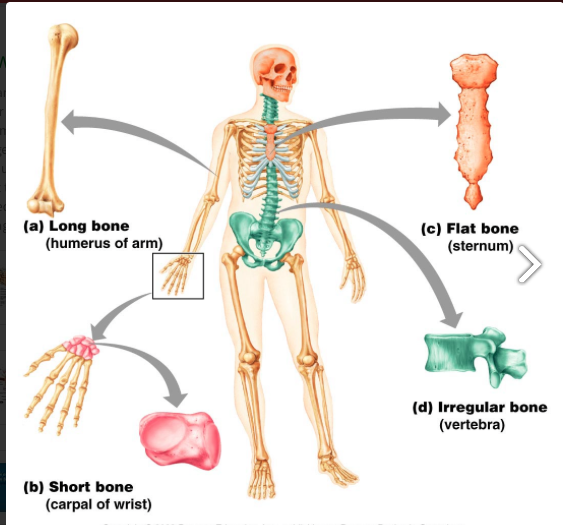 (a) Long bone
(humerus of arm)
(c) Flat bone
(sternum)
(d) Irregular bone
(vertebra)
(b) Short bone
(carpal of wrist)